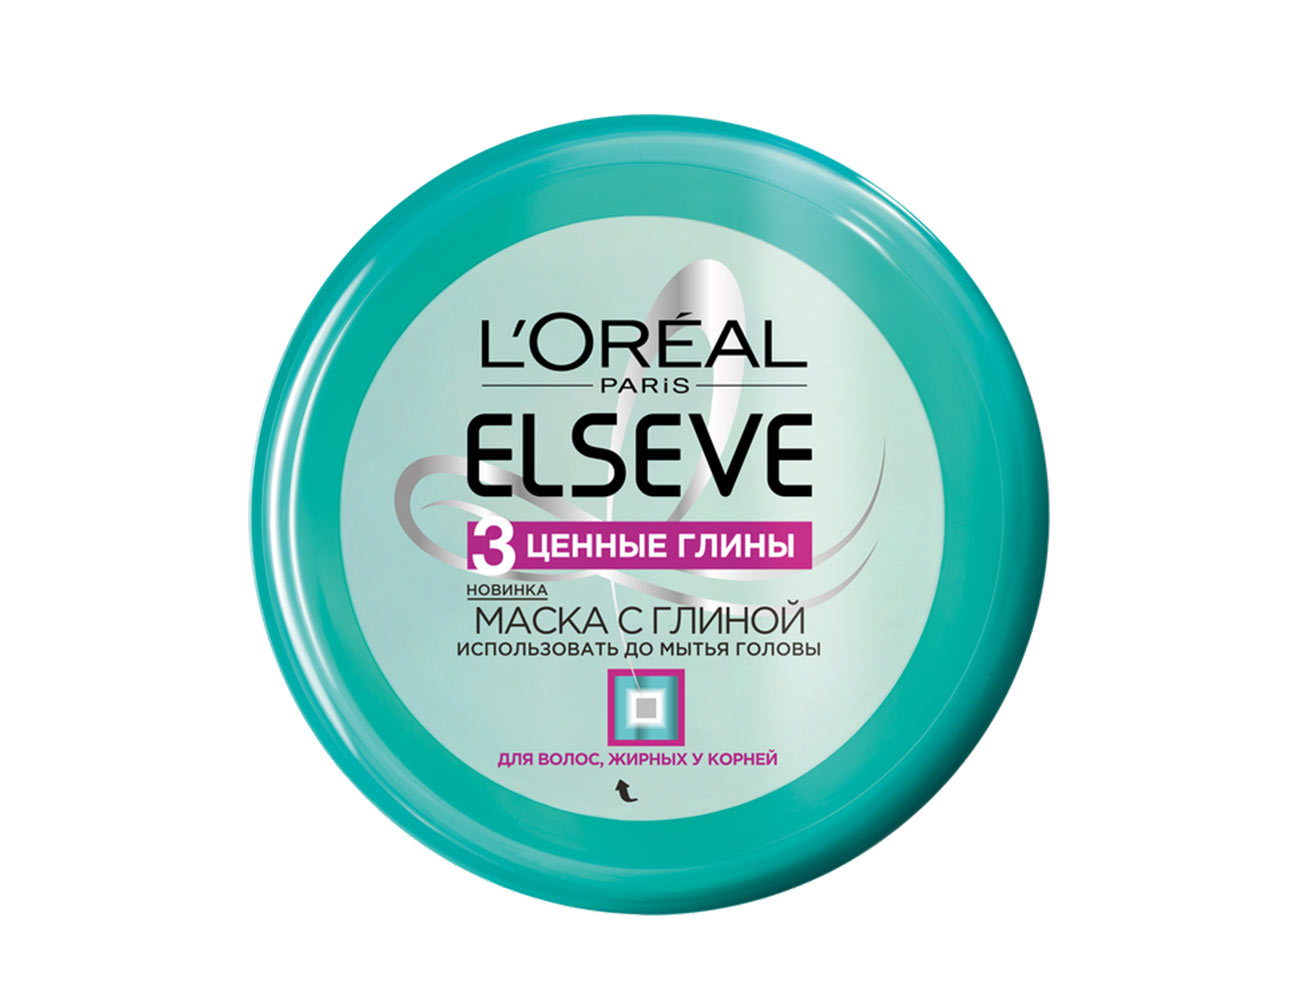 L'ORÉAL
PARiS
ELSEVE
3 ЦЕННЫЕ ГЛИНЫ
НОВИНКА
МАСКА С ГЛИНОЙ
ИСПОЛЬЗОВАТЬ ДО МЫТЬЯ ГОЛОВЫ
ДЛЯ ВОЛОС, ЖИРНЫХ У КОРНЕЙ